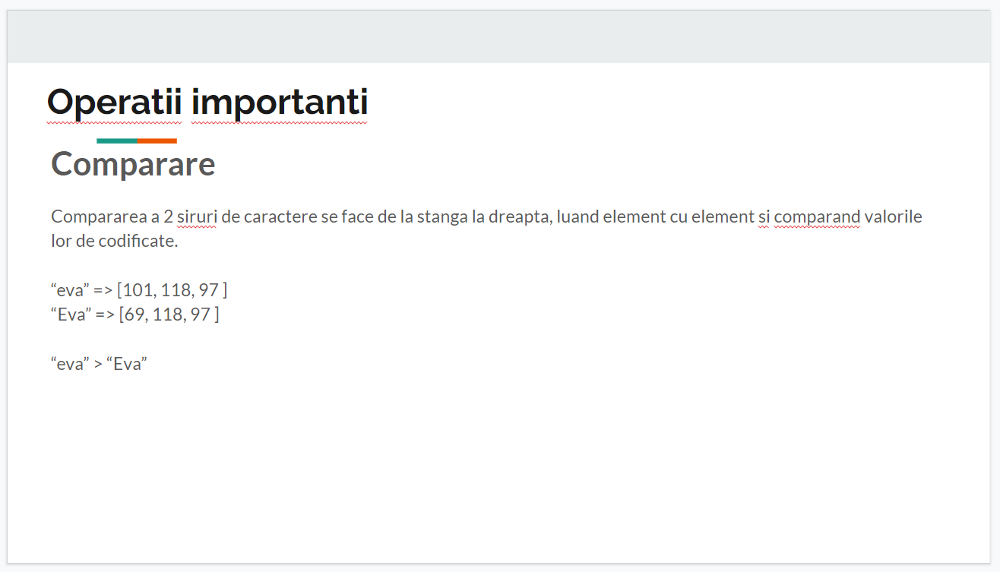 Operatii importanti
Comparare
Compararea a 2 siruri de caractere se face de la stanga la dreapta, luand element cu element si comparand valorile
lor de codificate.
“eva” => [101, 118, 97 ]
“Eva” => [69, 118, 97 ]
“eva” > “Eva”